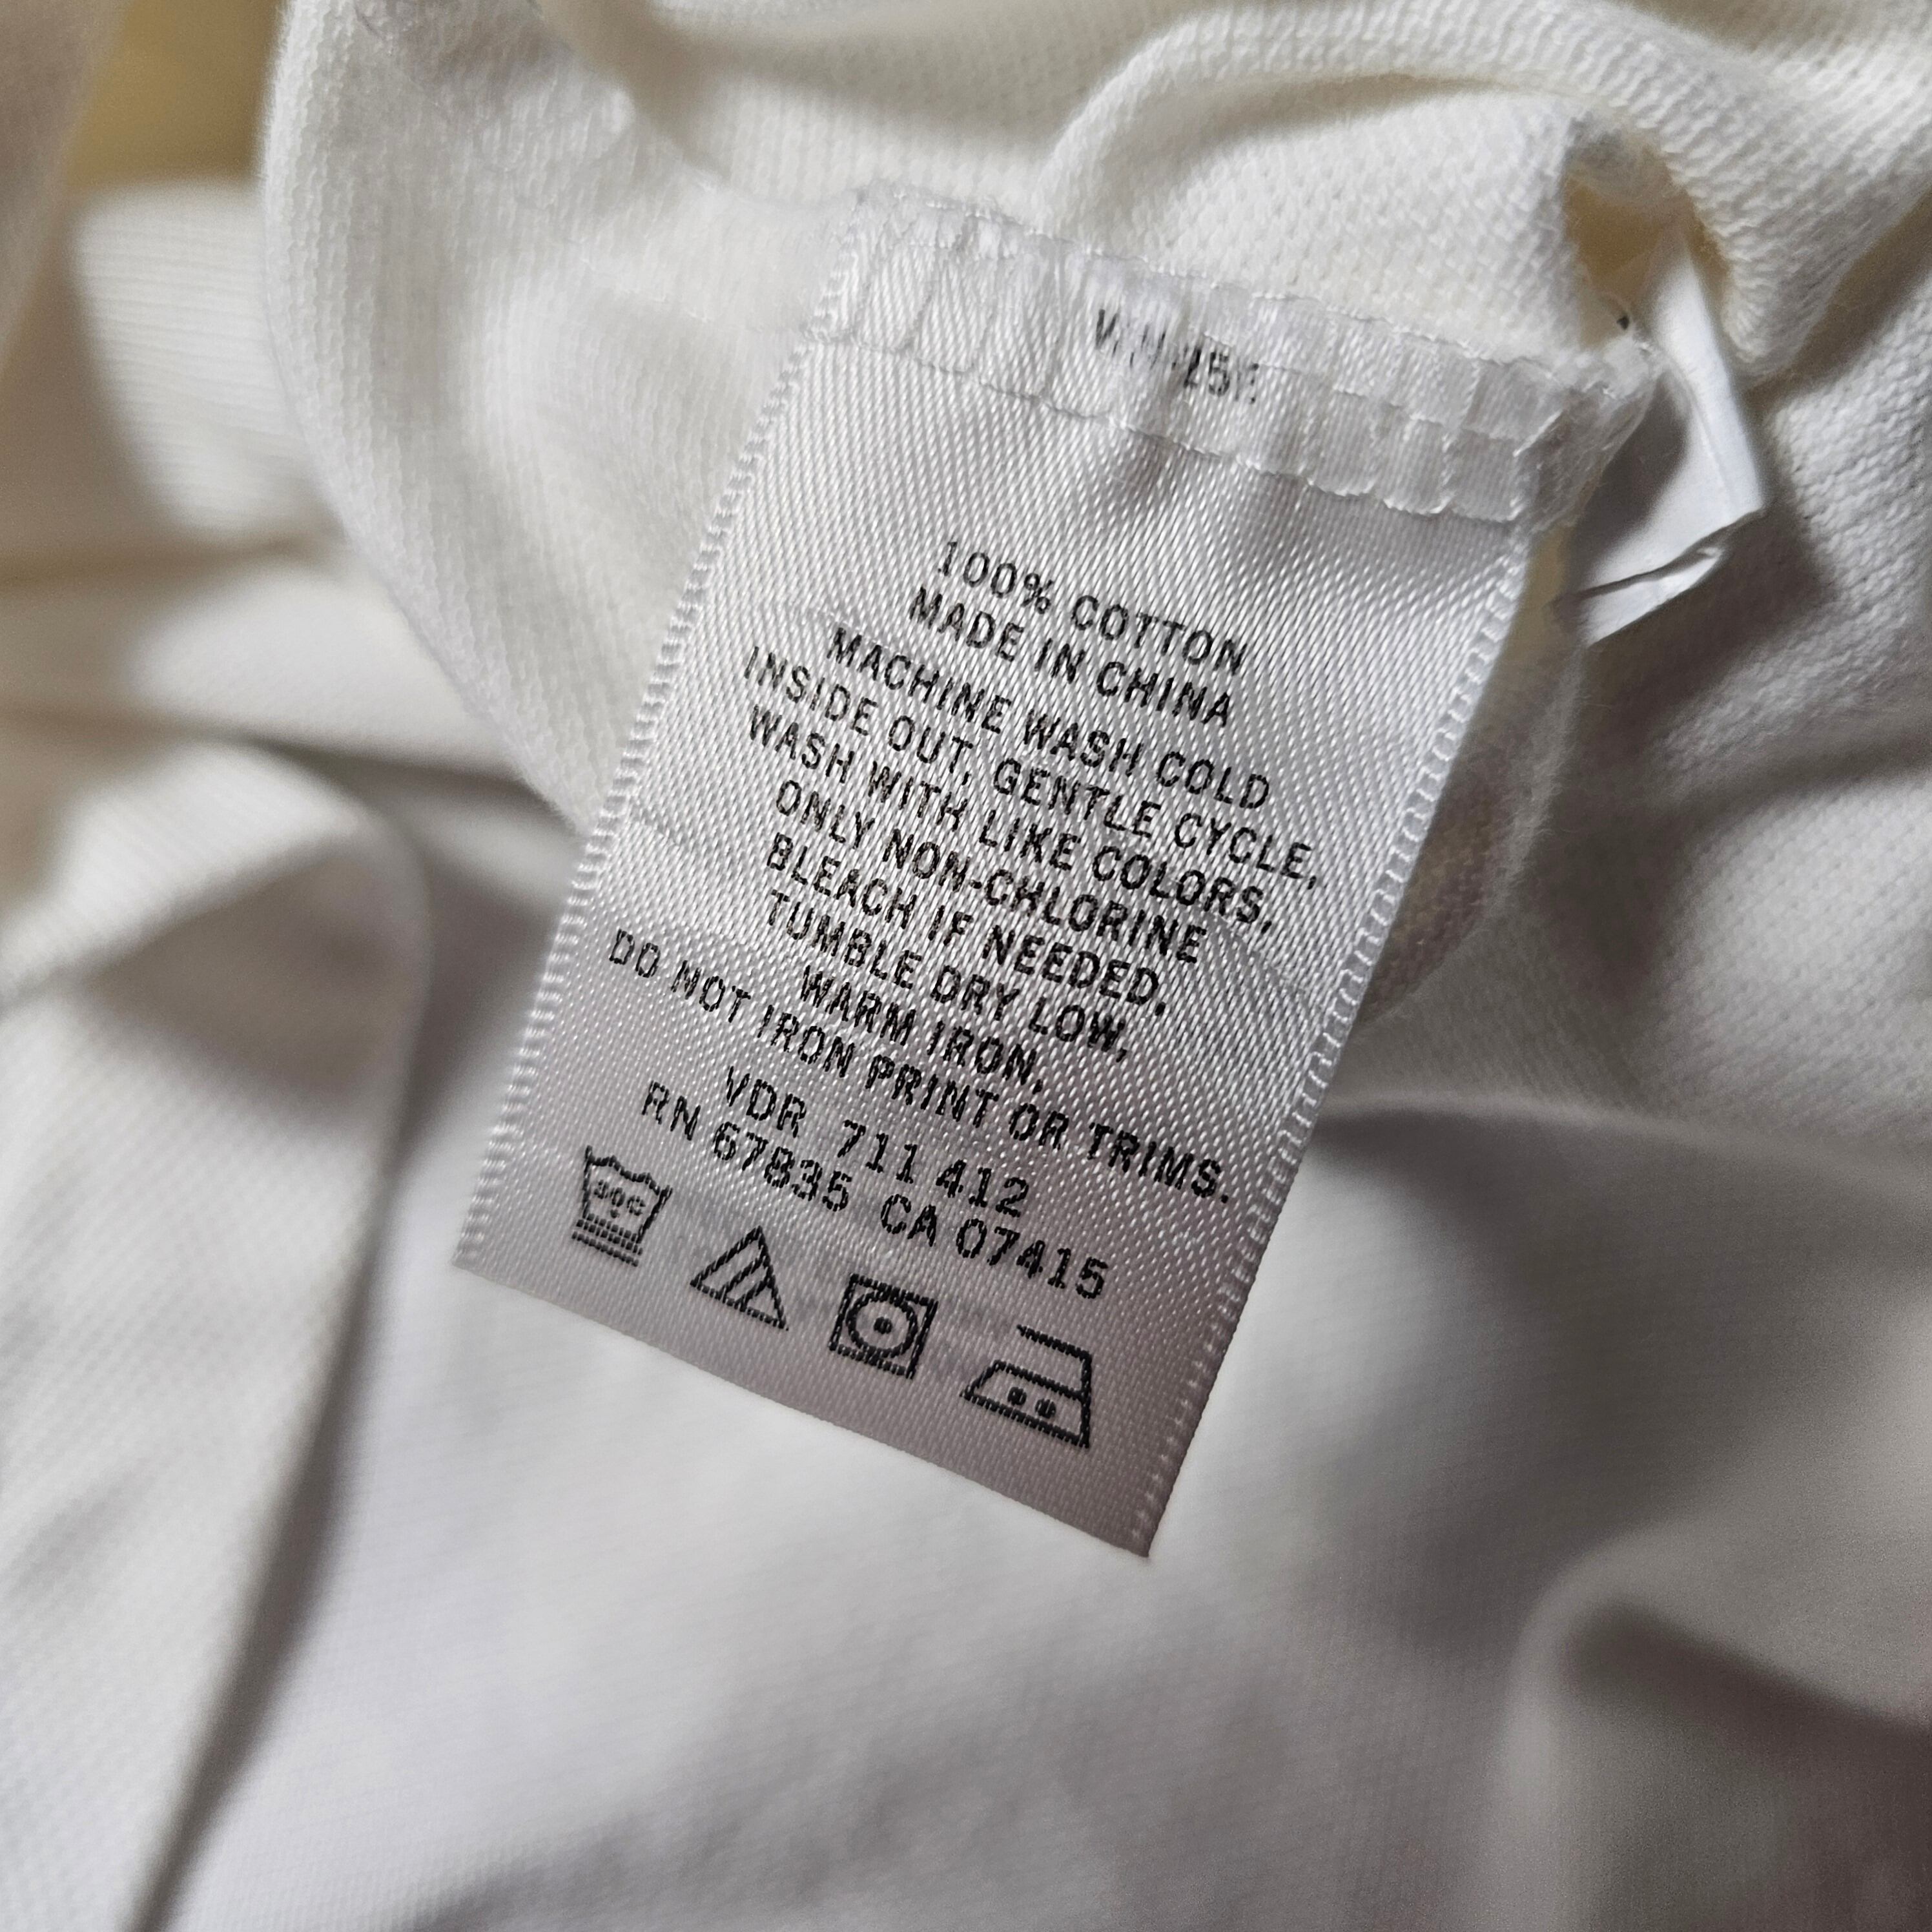 100% COTTON
MADE IN CHINA
MACHINE WASH COLD
INSIDE OUT, GENTLE CYCLE,
WASH WITH LIKE COLORS,
ONLY NON-CHLORINE
BLEACH IF NEEDED,
TUMBLE DRY LOW,
WARM IRON,
DO NOT IRON PRINT OR TRIMS.
VDR 711 412
RN 67835 CA 07415
30C